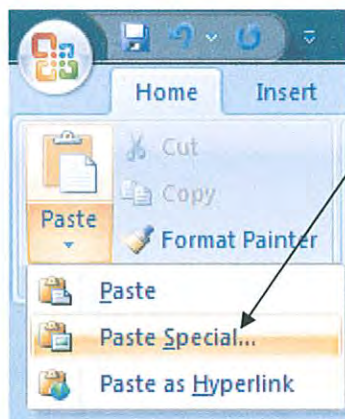 Home Insert
Cut
Copy
Paste
Format Painter
Paste
Paste Special...
Paste as Hyperlink